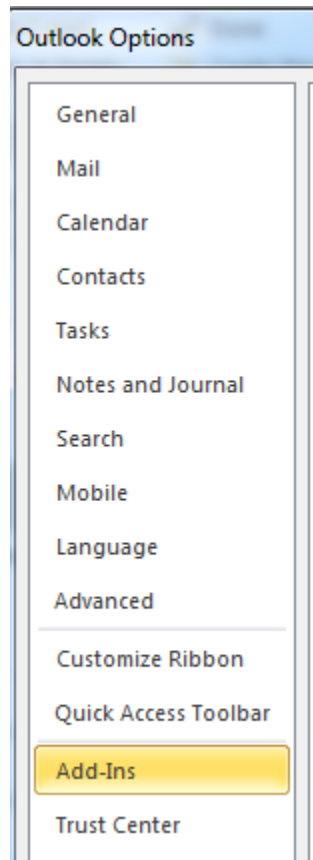 Outlook Options
General
Mail
Calendar
Contacts
Tasks
Notes and Journal
Search
Mobile
Language
Advanced
Customize Ribbon
Quick Access Toolbar
Add-Ins
Trust Center